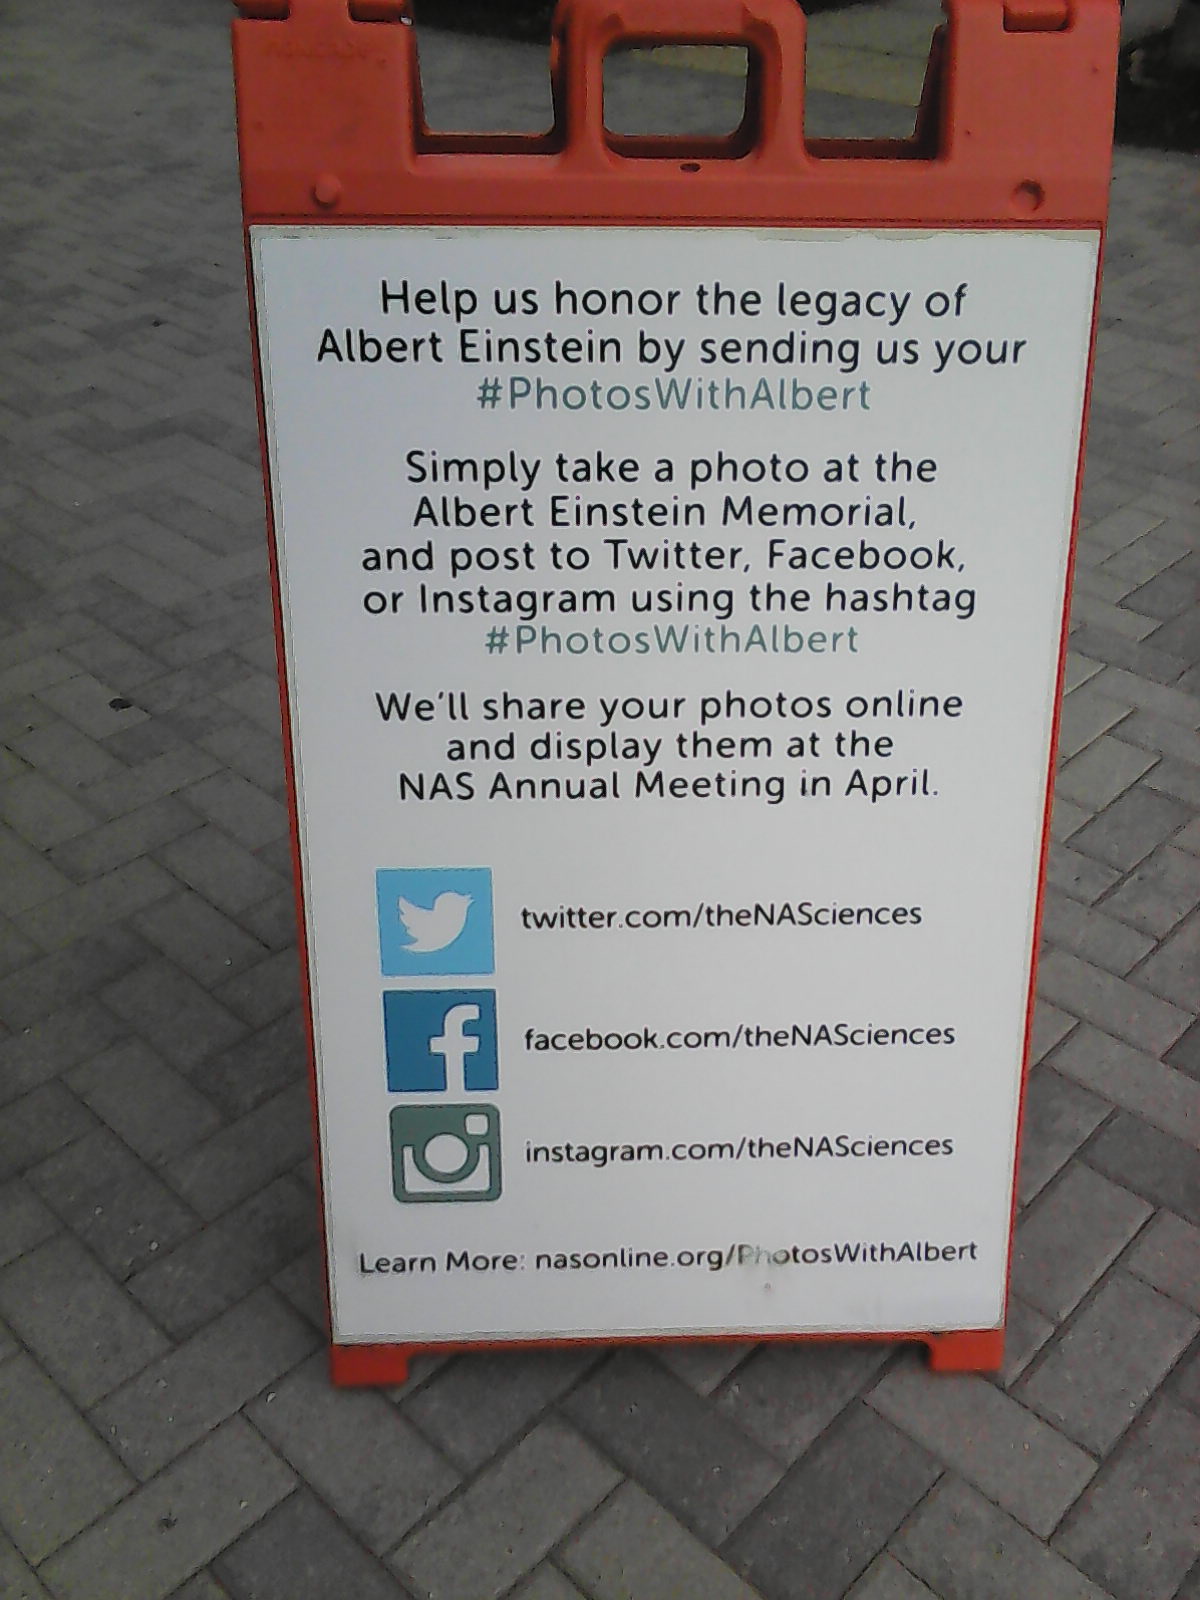 Help us honor the legacy of
Albert Einstein by sending us your
#PhotosWithAlbert
Simply take a photo at the
Albert Einstein Memorial,
and post to Twitter, Facebook,
or Instagram using the hashtag
#PhotosWithAlbert
We'll share your photos online
and display them at the
NAS Annual Meeting in April.
twitter.com/theNASciences
facebook.com/theNASciences
instagram.com/theNASciences
Learn More: nasonline.org/PhotosWithAlbert